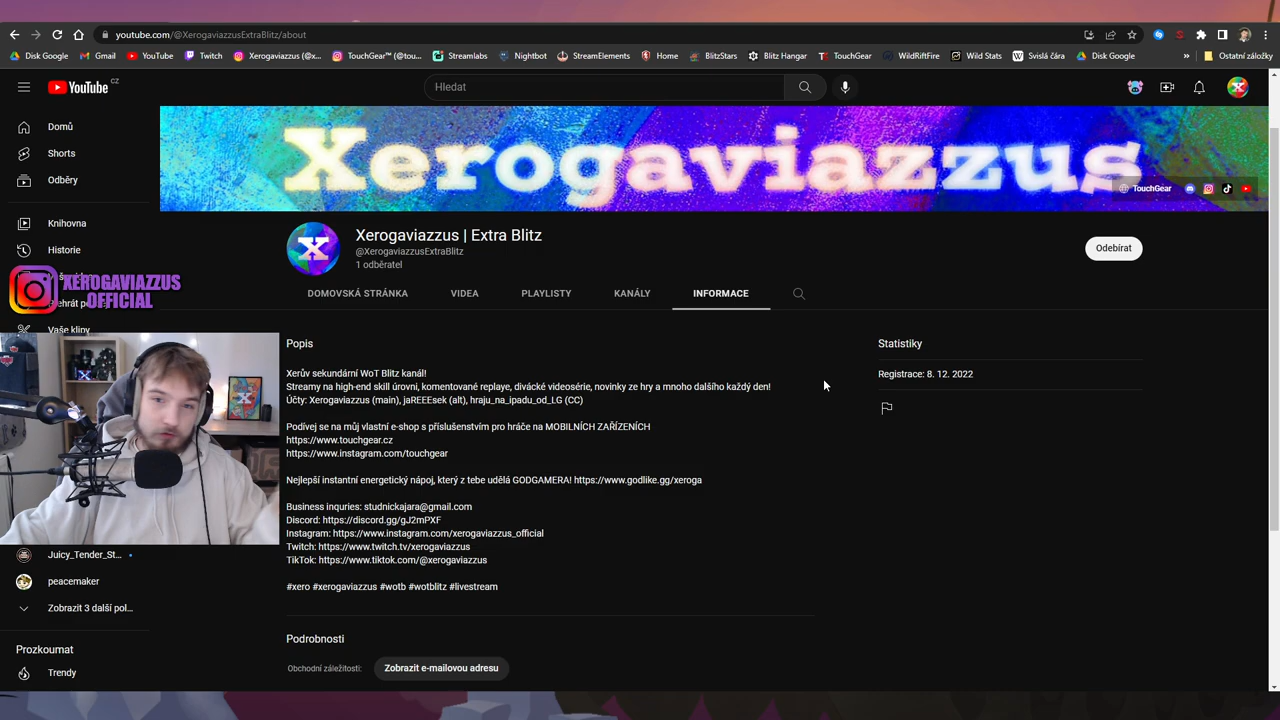 youtube.com/@XerogaviazzusExtraBlitz/about
Disk Google
Gmail
YouTube
Twitch
Xerogaviazzus (@x...
TouchGear™ (@tou...
Streamlabs
Nightbot
StreamElements
Home
BlitzStars
Blitz Hangar
TouchGear
WildRiftFire
Wild Stats
Svislá čára
Disk Google
»
Ostatní záložky
YouTube CZ
Hledat
Domů
Shorts
Odběry
Knihovna
Historie
Vaše klipy
Xerogaviazzus
TouchGear
XEROGAVIAZZUS
OFFICIAL
Xerogaviazzus | Extra Blitz
@XerogaviazzusExtraBlitz
1 odběratel
Odebírat
DOMOVSKÁ STRÁNKA
VIDEA
PLAYLISTY
KANÁLY
INFORMACE
Popis
Xerův sekundární WoT Blitz kanál!
Streamy na high-end skill úrovni, komentované replaye, divácké videosérie, novinky ze hry a mnoho dalšího každý den!
Účty: Xerogaviazzus (main), jaREEEsek (alt), hraju_na_ipadu_od_LG (CC)
Podívej se na můj vlastní e-shop s příslušenstvím pro hráče na MOBILNÍCH ZAŘÍZENÍCH
https://www.touchgear.cz
https://www.instagram.com/touchgear
Nejlepší instantní energetický nápoj, který z tebe udělá GODGAMERA! https://www.godlike.gg/xeroga
Business inquries: studnickajara@gmail.com
Discord: https://discord.gg/gJ2mPXF
Instagram: https://www.instagram.com/xerogaviazzus_official
Twitch: https://www.twitch.tv/xerogaviazzus
TikTok: https://www.tiktok.com/@xerogaviazzus
#xero #xerogaviazzus #wotb #wotblitz #livestream
Podrobnosti
Obchodní záležitosti:
Zobrazit e-mailovou adresu
Statistiky
Registrace: 8. 12. 2022
Juicy_Tender_St...
peacemaker
Zobrazit 3 další pol...
Prozkoumat
Trendy